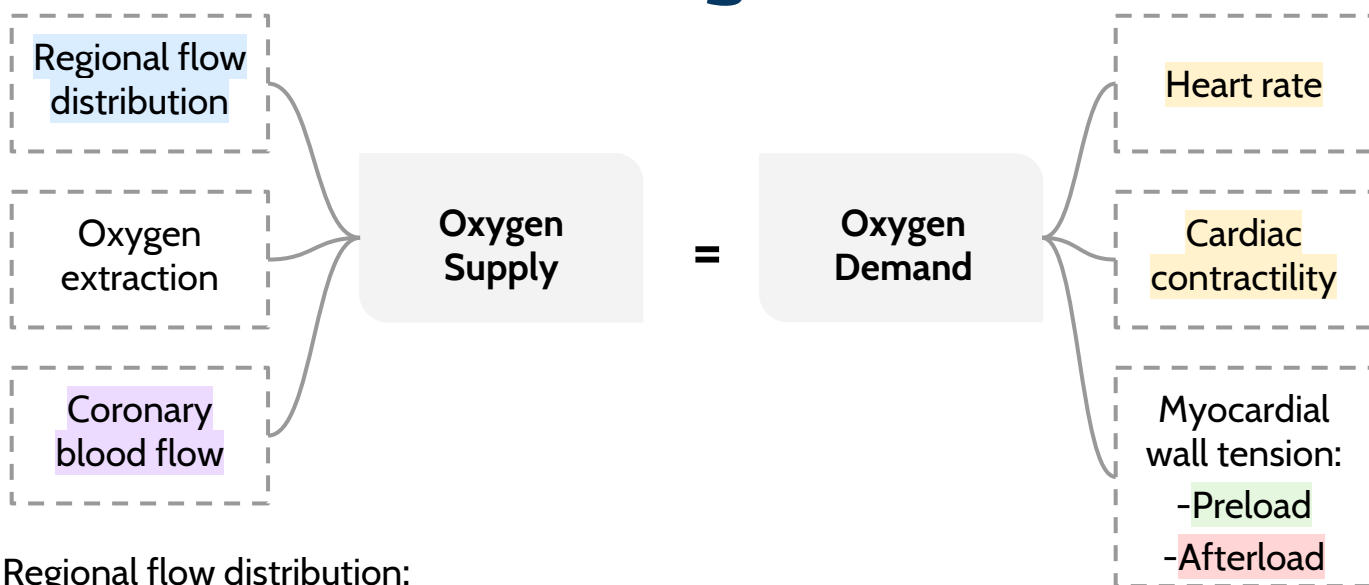 Regional flow
distribution
Oxygen
extraction
Coronary
blood flow
Oxygen
Supply
=
Oxygen
Demand
Heart rate
Cardiac
contractility
Myocardial
wall tension:
-Preload
-Afterload
Regional flow distribution: